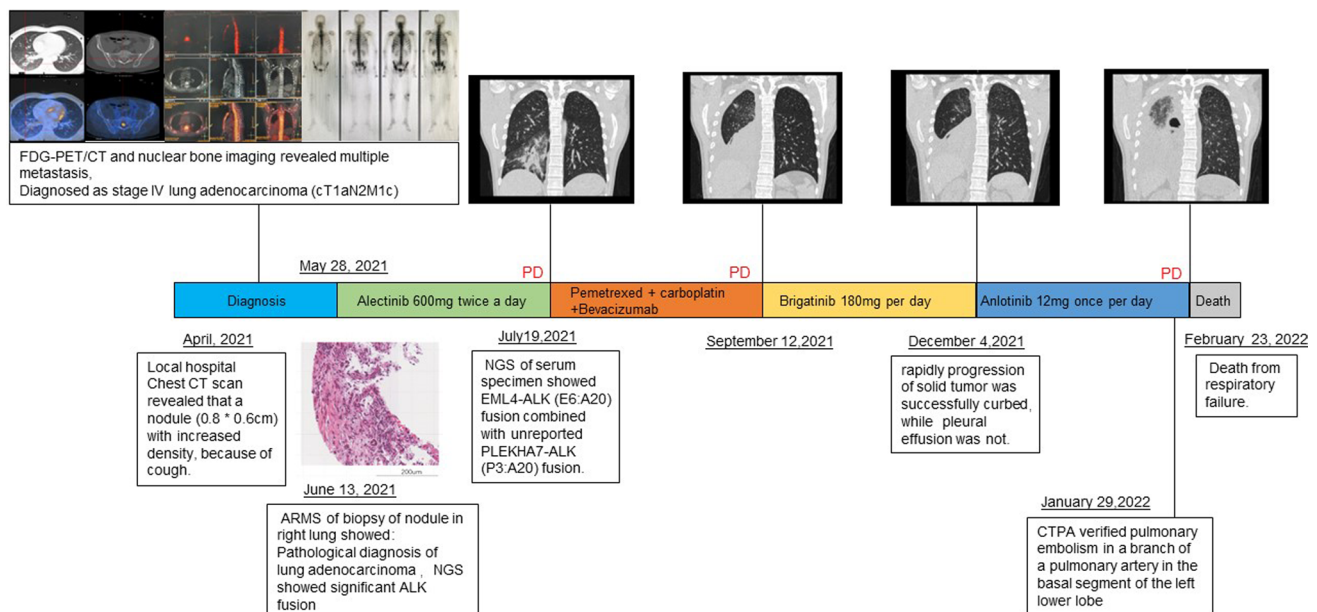 FDG-PET/CT and nuclear bone imaging revealed multiple
metastasis,
Diagnosed as stage IV lung adenocarcinoma (cT1aN2M1c)
May 28, 2021
PD
PD
PD
Diagnosis
Alectinib 600mg twice a day
Pemetrexed + carboplatin
+Bevacizumab
Brigatinib 180mg per day
Anlotinib 12mg once per day
Death
April, 2021
Local hospital
Chest CT scan
revealed that a
nodule (0.8 * 0.6cm)
with increased
density, because of
cough.
200um
June 13, 2021
ARMS of biopsy of nodule in
right lung showed:
Pathological diagnosis of
lung adenocarcinoma , NGS
showed significant ALK
fusion
July19,2021
NGS of serum
specimen showed
EML4-ALK (E6:A20)
fusion combined
with unreported
PLEKHA7-ALK
(P3:A20) fusion.
September 12,2021
December 4,2021
rapidly progression
of solid tumor was
successfully curbed,
while pleural
effusion was not.
January 29,2022
CTPA verified pulmonary
embolism in a branch of
a pulmonary artery in the
basal segment of the left
lower lobe
February 23, 2022
Death from
respiratory
failure.